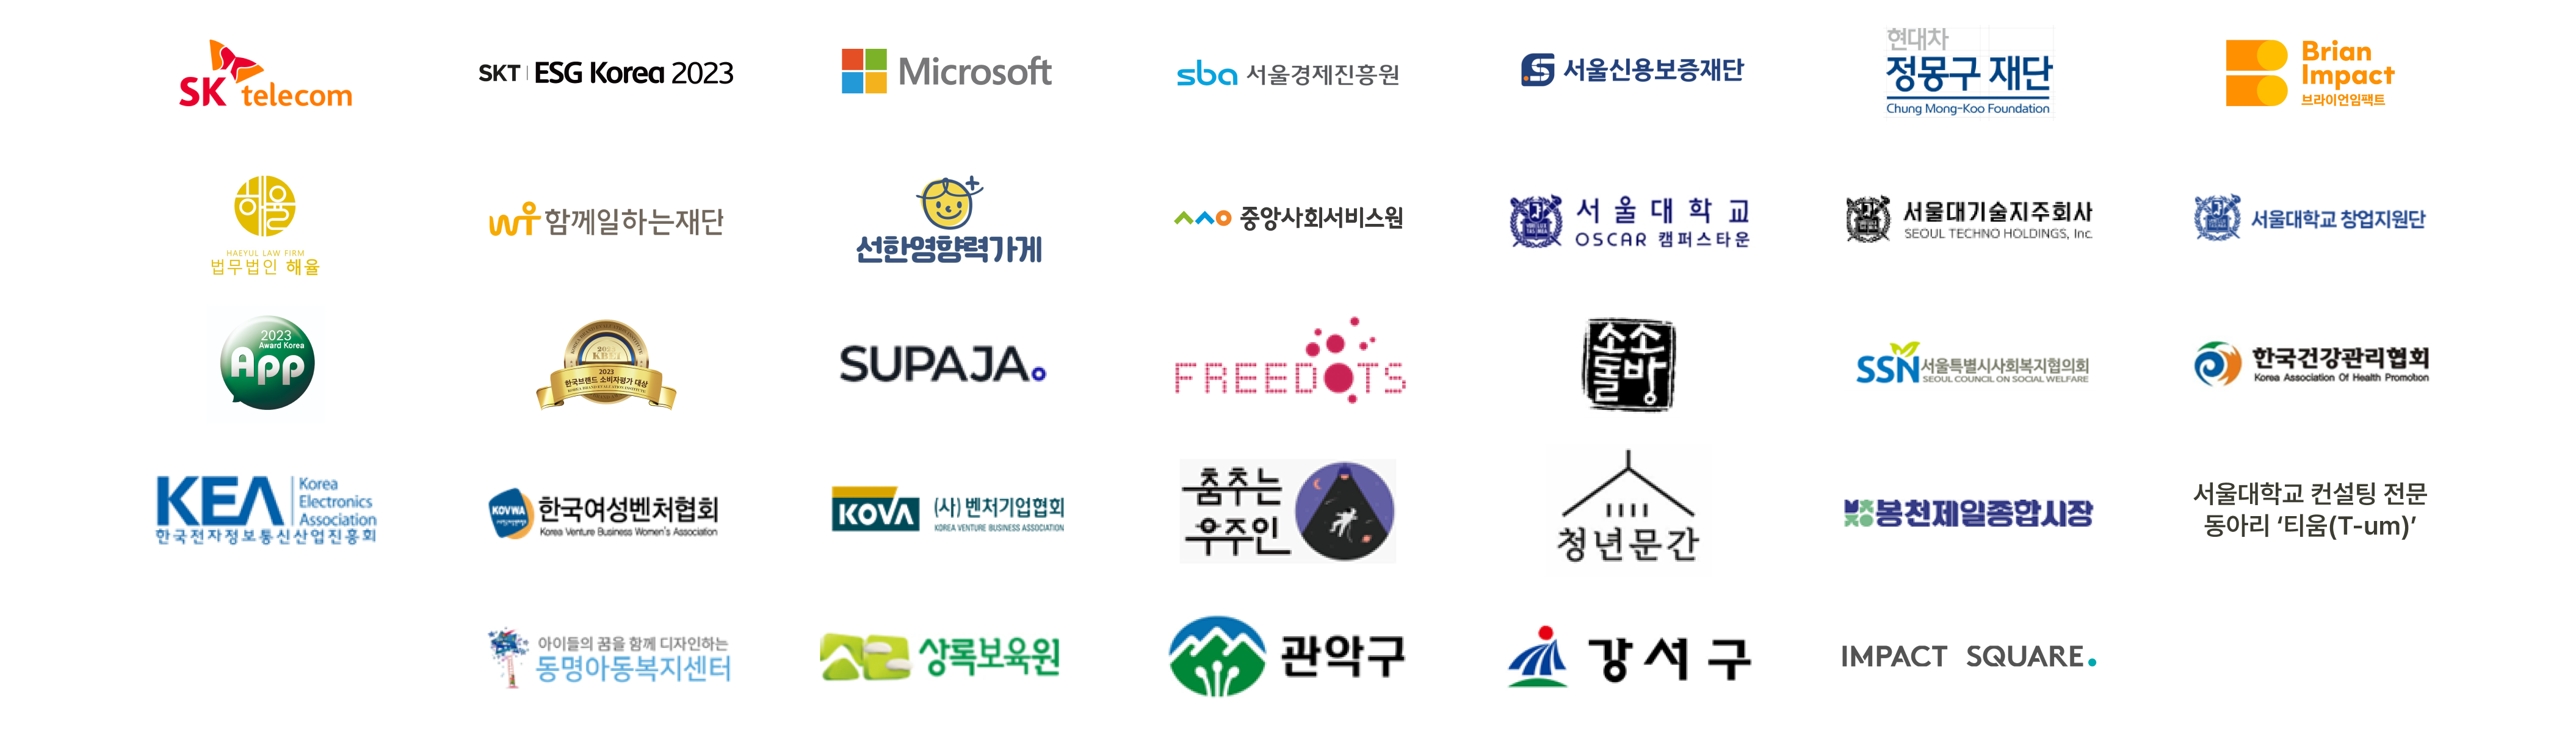 SK telecom
SKT | ESG Korea 2023
Microsoft
sba 서울경제진흥원
서울신용보증재단
현대차
정몽구 재단
Chung Mong-Koo Foundation
Brian
Impact
브라이언임팩트
해율
HAEYUL LAW FIRM
법무법인 해율
함께일하는재단
선한영향력가게
중앙사회서비스원
서울대학교
OSCAR 캠퍼스타운
서울대기술지주회사
SEOUL TECHNO HOLDINGS, Inc.
서울대학교 창업지원단
2023
Award Korea
App
2023
한국브랜드 소비자평가 대상
SUPAJA
FREEDOTS
소소
돌방
SSN 서울특별시사회복지협의회
SEOUL COUNCIL ON SOCIAL WELFARE
한국건강관리협회
Korea Association Of Health Promotion
KEA
Korea
Electronics
Association
한국전자정보통신산업진흥회
KOVWA
한국여성벤처협회
Korea Venture Business Women's Association
KOVA (사)벤처기업협회
KOREA VENTURE BUSINESS ASSOCIATION
춤추는
우주인
청년문간
봉천제일종합시장
서울대학교 컨설팅 전문
동아리 ‘티움(T-um)’
아이들의 꿈을 함께 디자인하는
동명아동복지센터
상록보육원
관악구
강서구
IMPACT SQUARE.